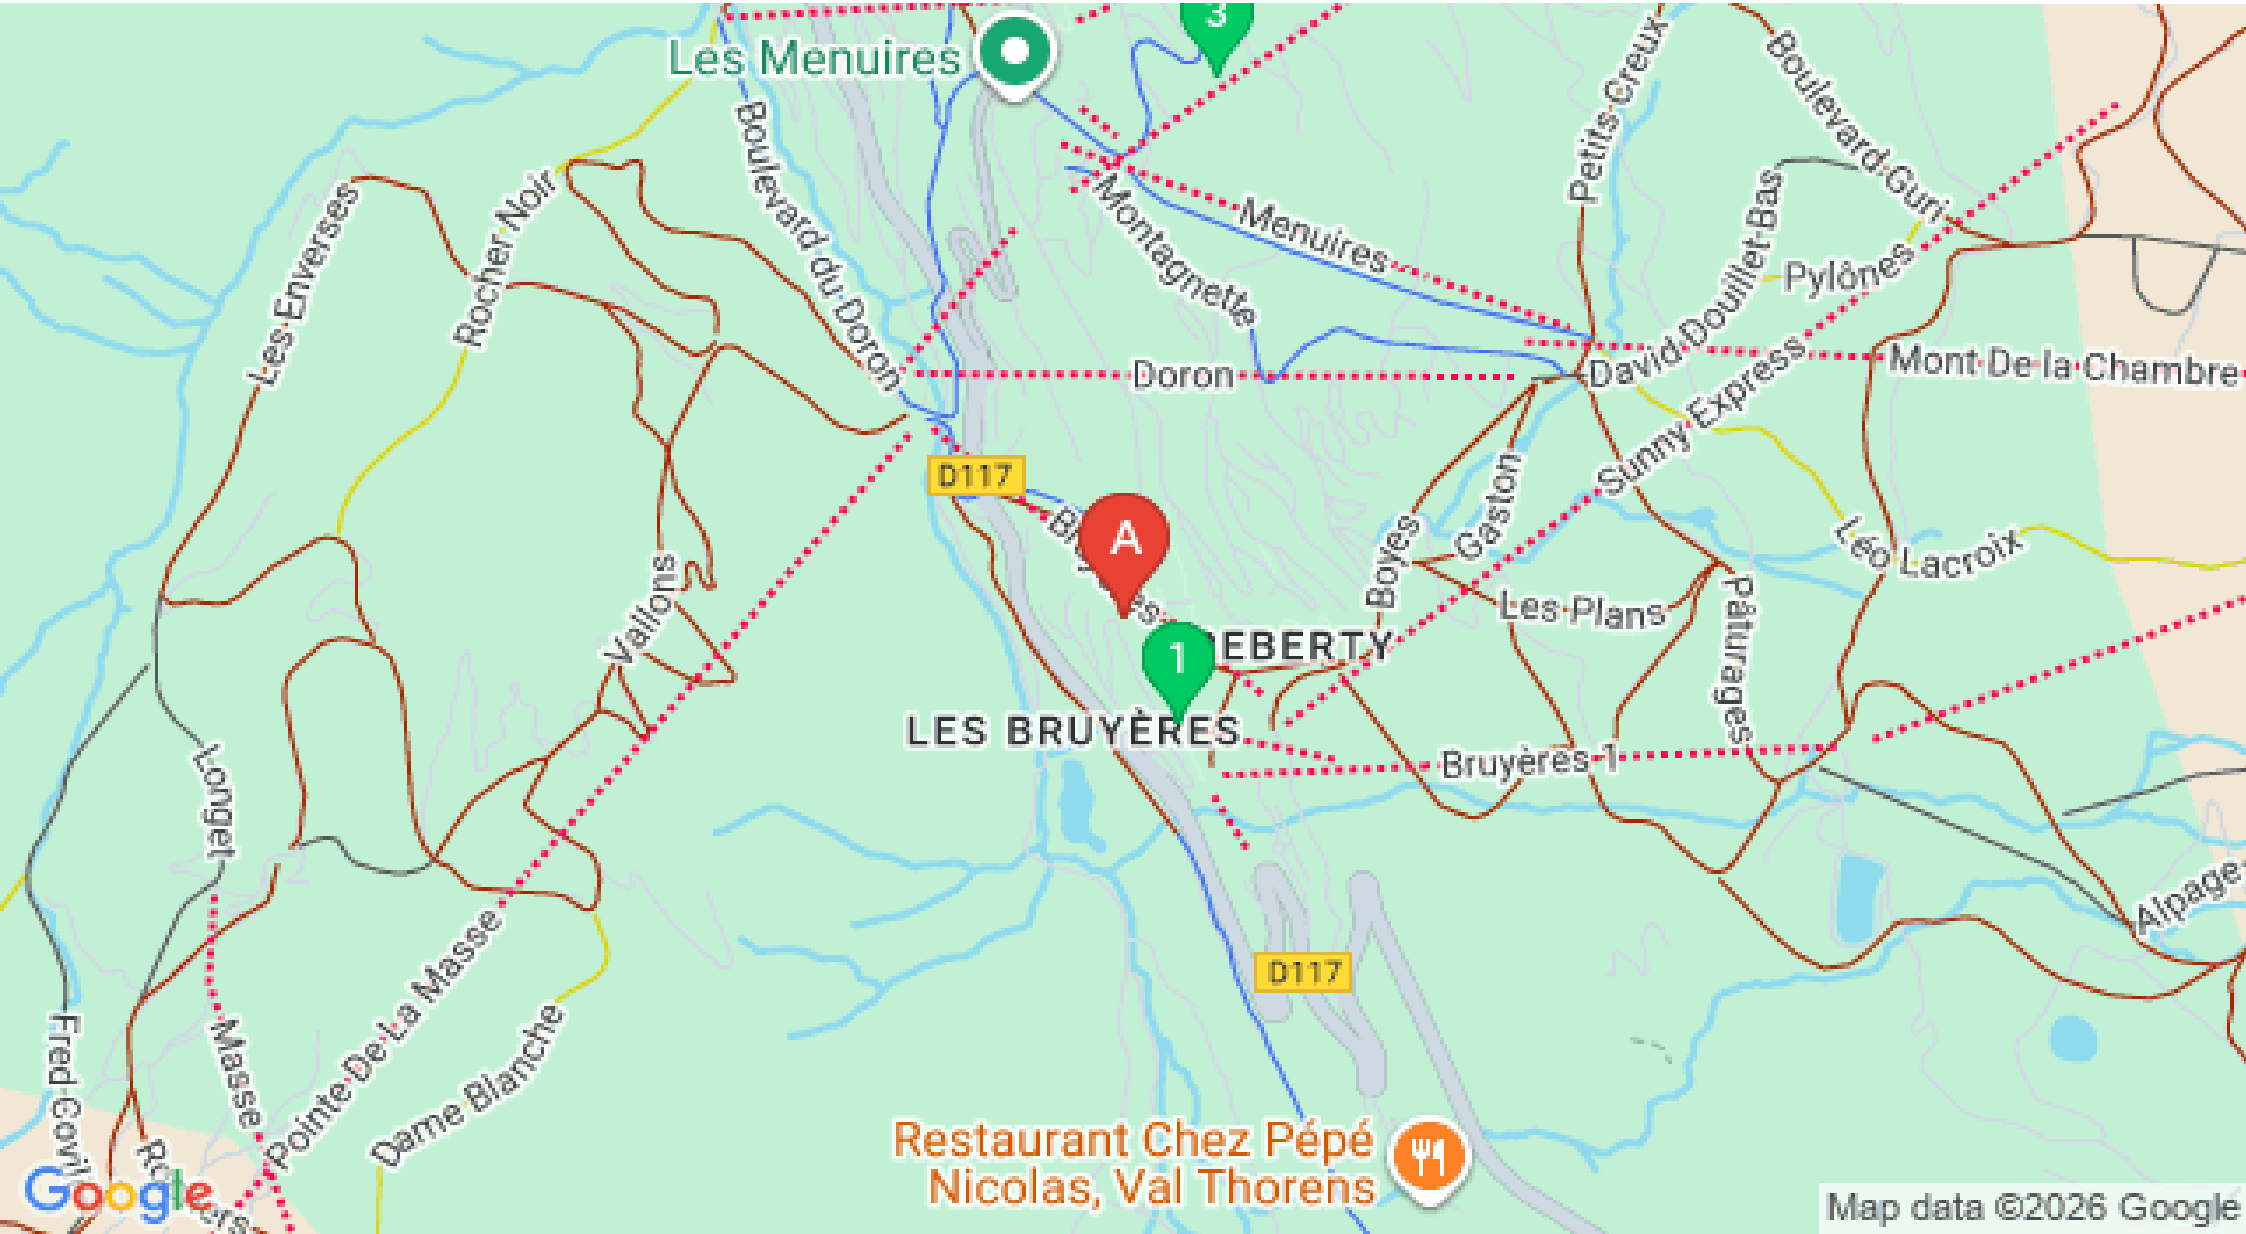 3
Les Menuires
Petits Creux
Boulevard Guri
Boulevard du Doron
Les Enverses
Rocher Noir
Montagnette
Menuires
David Douillet Bas
Pylônes
Doron
Mont De la Chambre
Sunny Express
D117
Gaston
Boyes
A
Léo Lacroix
Les Plans
Vallons
1
EBERTY
Pâturages
LES BRUYÈRES
Bruyères 1
Longet
Alpage
D117
Pointe De La Masse
Masse
Dame Blanche
Restaurant Chez Pépé
Nicolas, Val Thorens
Google
Map data ©2026 Google